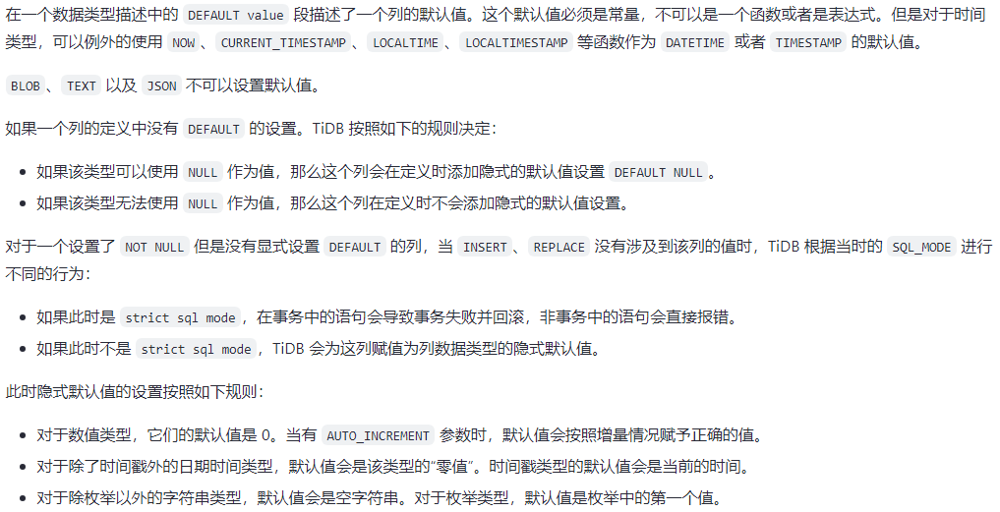 在一个数据类型描述中的 DEFAULT value 段描述了一个列的默认值。这个默认值必须是常量，不可以是一个函数或者是表达式。但是对于时间
类型，可以例外的使用 NOW、CURRENT_TIMESTAMP、LOCALTIME、LOCALTIMESTAMP 等函数作为 DATETIME 或者 TIMESTAMP 的默认值。
BLOB、TEXT 以及 JSON 不可以设置默认值。
如果一个列的定义中没有 DEFAULT 的设置。TiDB 按照如下的规则决定：
• 如果该类型可以使用 NULL 作为值，那么这个列会在定义时添加隐式的默认值设置 DEFAULT NULL。
• 如果该类型无法使用 NULL 作为值，那么这个列在定义时不会添加隐式的默认值设置。
对于一个设置了 NOT NULL 但是没有显式设置 DEFAULT 的列，当 INSERT、REPLACE 没有涉及到该列的值时，TiDB 根据当时的 SQL_MODE 进行
不同的行为：
• 如果此时是 strict sql mode，在事务中的语句会导致事务失败并回滚，非事务中的语句会直接报错。
• 如果此时不是 strict sql mode，TiDB 会为这列赋值为列数据类型的隐式默认值。
此时隐式默认值的设置按照如下规则：
• 对于数值类型，它们的默认值是 0。当有 AUTO_INCREMENT 参数时，默认值会按照增量情况赋予正确的值。
• 对于除了时间戳外的日期时间类型，默认值会是该类型的“零值”。时间戳类型的默认值会是当前的时间。
• 对于除枚举以外的字符串类型，默认值会是空字符串。对于枚举类型，默认值是枚举中的第一个值。